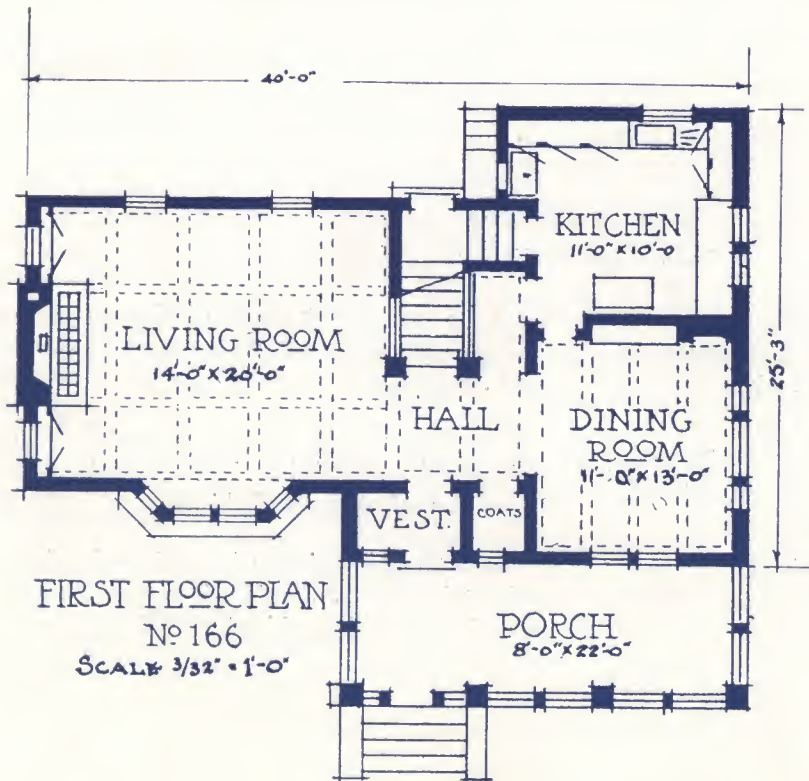 40'-0"
KITCHEN
11'-0" X 10'-0
LIVING ROOM
14'-0" X 20'-0"
25'-3"
HALL
DINING
ROOM
11'-0" X 13'-0"
VEST.
COATS
FIRST FLOOR PLAN
Nº 166
SCALE 3/32" = 1'-0"
PORCH
8'-0" X 22'-0"